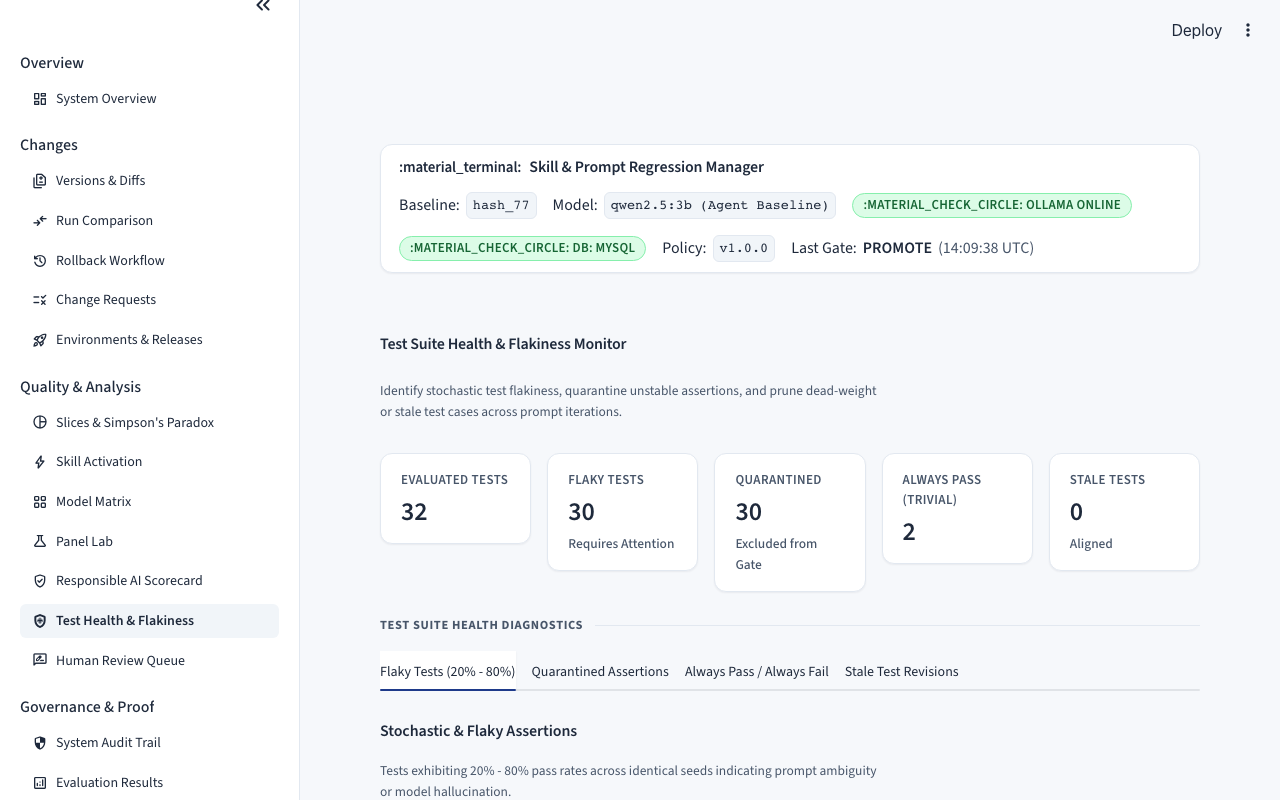 Deploy
Overview
System Overview
Changes
Versions & Diffs
Run Comparison
Rollback Workflow
Change Requests
Environments & Releases
Quality & Analysis
Slices & Simpson's Paradox
Skill Activation
Model Matrix
Panel Lab
Responsible AI Scorecard
Test Health & Flakiness
Human Review Queue
Governance & Proof
System Audit Trail
Evaluation Results
:material_terminal: Skill & Prompt Regression Manager
Baseline: hash_77 Model: qwen2.5:3b (Agent Baseline) :MATERIAL_CHECK_CIRCLE: OLLAMA ONLINE
:MATERIAL_CHECK_CIRCLE: DB: MYSQL Policy: v1.0.0 Last Gate: PROMOTE (14:09:38 UTC)
Test Suite Health & Flakiness Monitor
Identify stochastic test flakiness, quarantine unstable assertions, and prune dead-weight
or stale test cases across prompt iterations.
EVALUATED TESTS
32
FLAKY TESTS
30
Requires Attention
QUARANTINED
30
Excluded from
Gate
ALWAYS PASS
(TRIVIAL)
2
STALE TESTS
0
Aligned
TEST SUITE HEALTH DIAGNOSTICS
Flaky Tests (20% - 80%) Quarantined Assertions Always Pass / Always Fail Stale Test Revisions
Stochastic & Flaky Assertions
Tests exhibiting 20% - 80% pass rates across identical seeds indicating prompt ambiguity
or model hallucination.